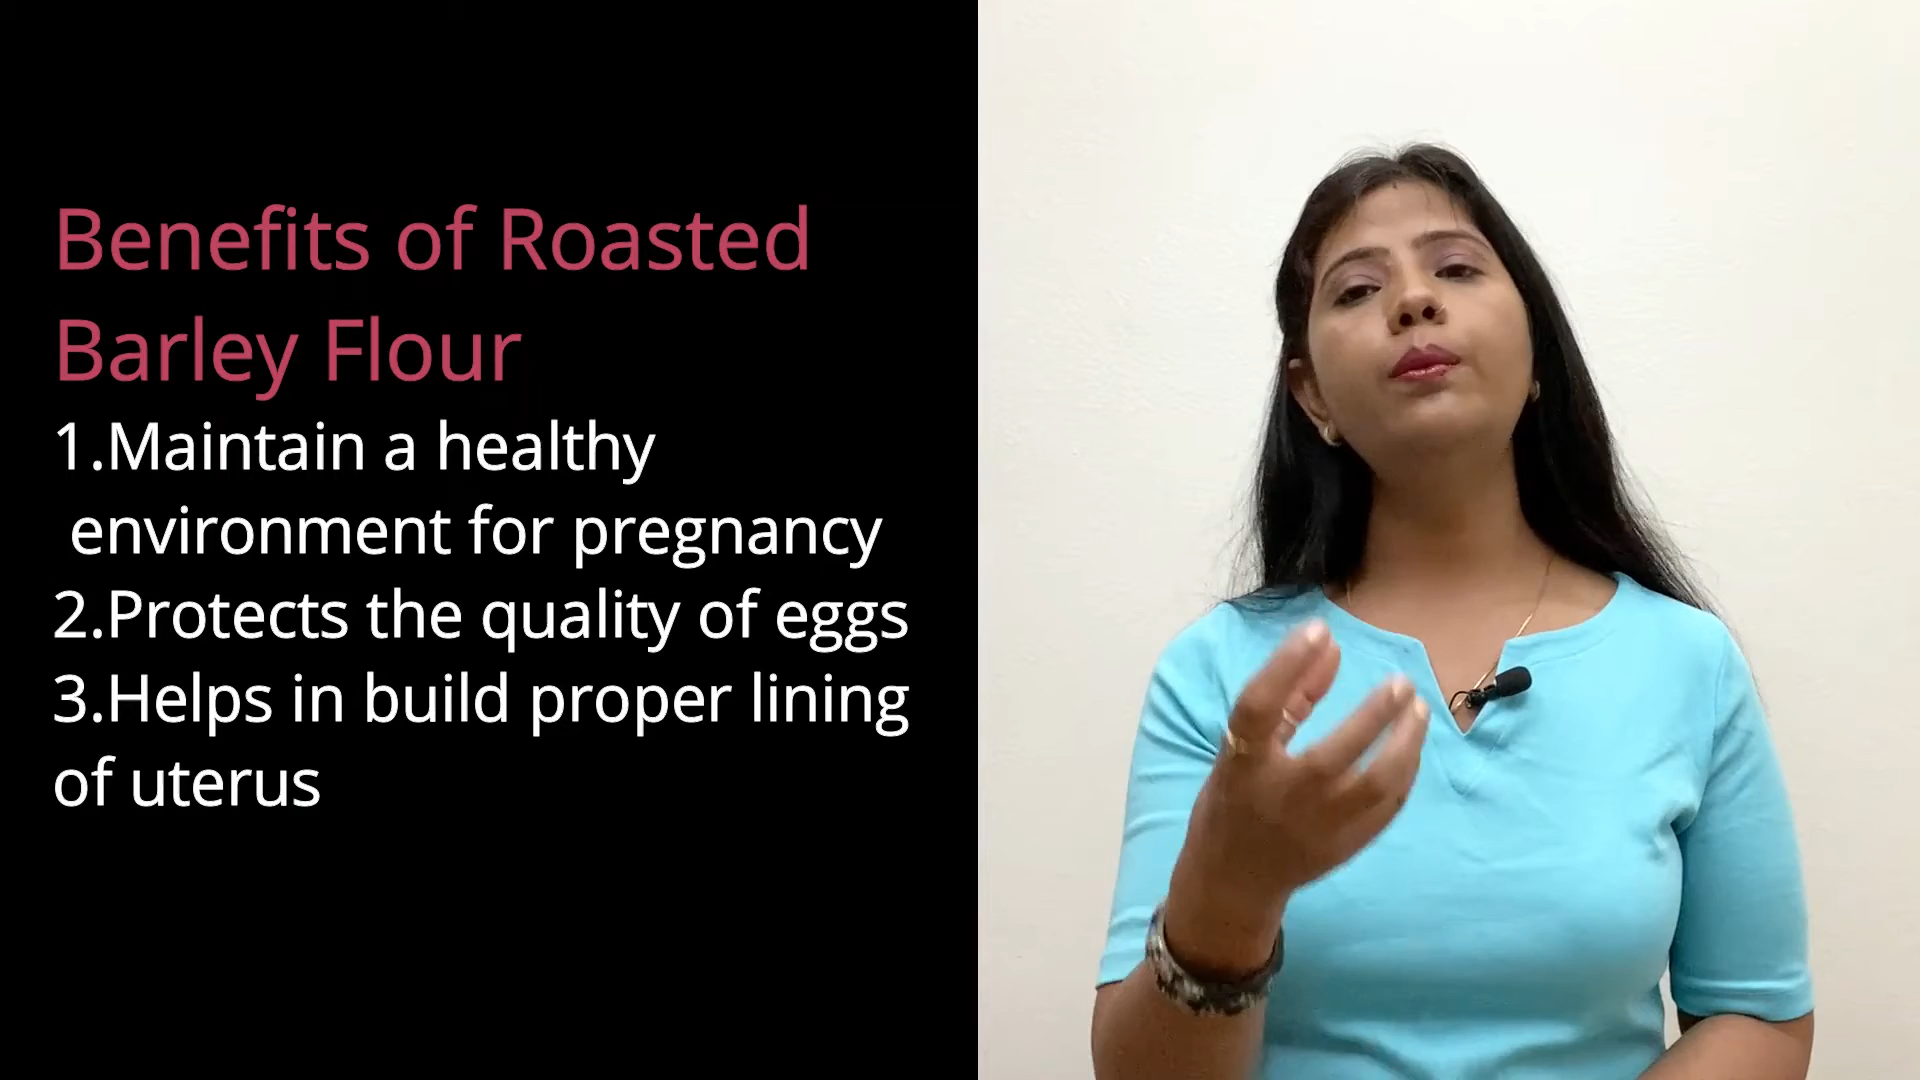 Benefits of Roasted
Barley Flour
1.Maintain a healthy
environment for pregnancy
2.Protects the quality of eggs
3.Helps in build proper lining
of uterus